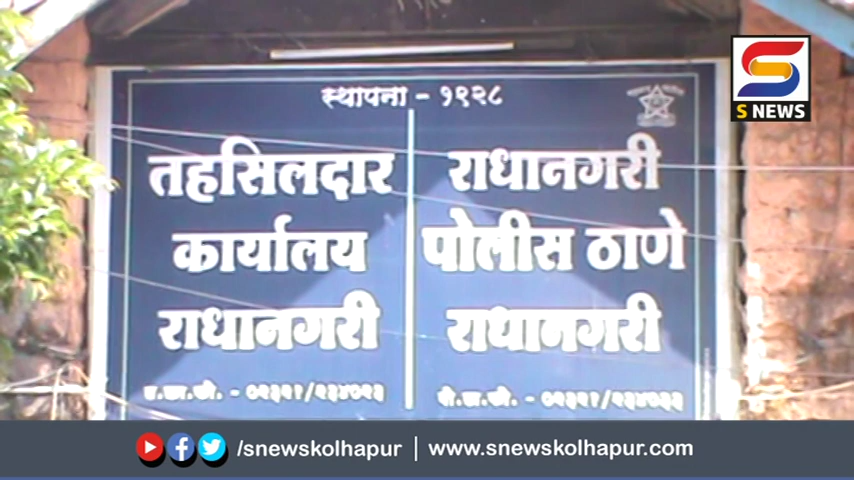 स्थापना - १९२८
तहसिलदार
कार्यालय
राधानगरी
राधानगरी
पोलीस ठाणे
राधानगरी
S NEWS
/snewskolhapur | www.snewskolhapur.com